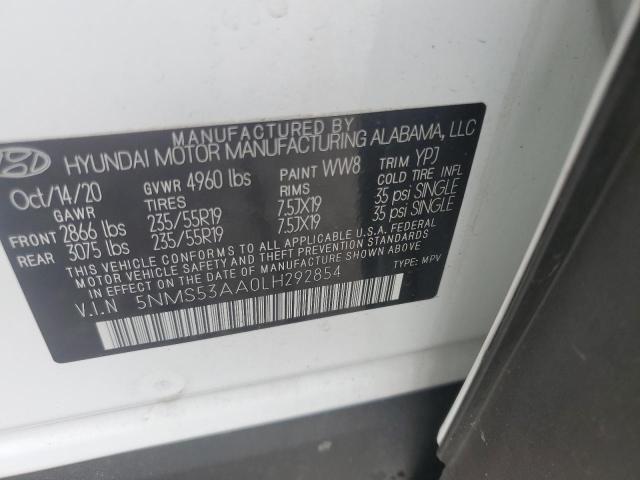 MANUFACTURED BY
HYUNDAI MOTOR MANUFACTURING ALABAMA, LLC
Oct/14/20 GVWR 4960 lbs PAINT WW8 TRIM YPJ
GAWR TIRES RIMS COLD TIRE INFL
FRONT 2866 lbs 235/55R19 7.5JX19 35 psi SINGLE
REAR 3075 lbs 235/55R19 7.5JX19 35 psi SINGLE
THIS VEHICLE CONFORMS TO ALL APPLICABLE U.S.A. FEDERAL
MOTOR VEHICLE SAFETY AND THEFT PREVENTION STANDARDS
IN EFFECT ON THE DATE OF MANUFACTURE SHOWN ABOVE.
V.I.N 5NMS53AA0LH292854 TYPE: MPV